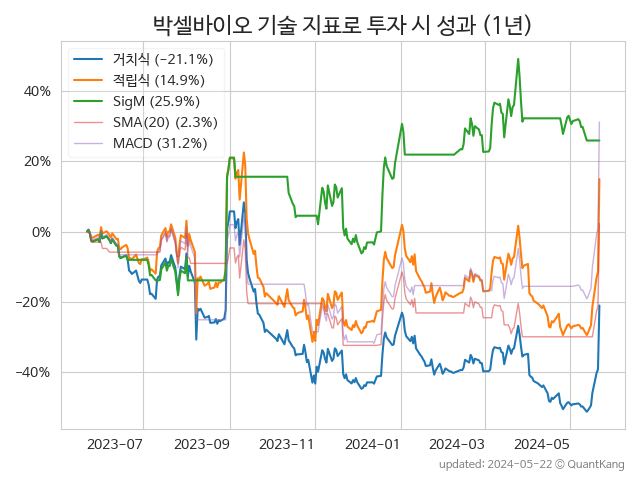 박셀바이오 기술 지표로 투자 시 성과 (1년)
거치식 (−21.1%)
적립식 (14.9%)
SigM (25.9%)
SMA(20) (2.3%)
MACD (31.2%)
40%
20%
0%
−20%
−40%
2023-07 2023-09 2023-11 2024-01 2024-03 2024-05
updated: 2024-05-22 © QuantKang